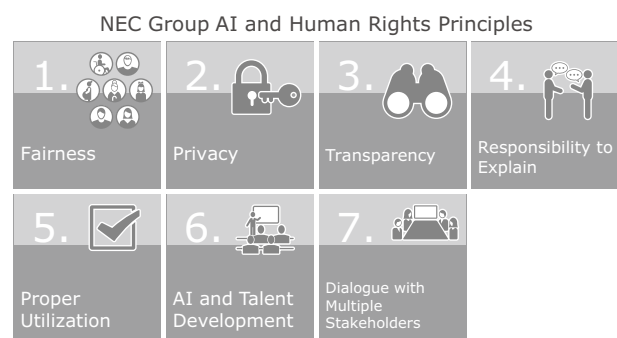 NEC Group AI and Human Rights Principles
1.
Fairness
2.
Privacy
3.
Transparency
4.
Responsibility to
Explain
5.
Proper
Utilization
6.
AI and Talent
Development
7.
Dialogue with
Multiple
Stakeholders